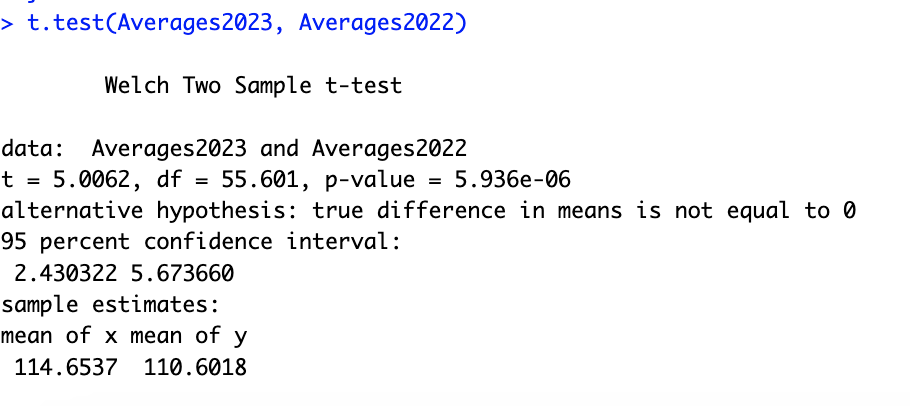 > t.test(Averages2023, Averages2022)
Welch Two Sample t-test
data:  Averages2023 and Averages2022
t = 5.0062, df = 55.601, p-value = 5.936e-06
alternative hypothesis: true difference in means is not equal to 0
95 percent confidence interval:
 2.430322 5.673660
sample estimates:
mean of x mean of y
 114.6537  110.6018